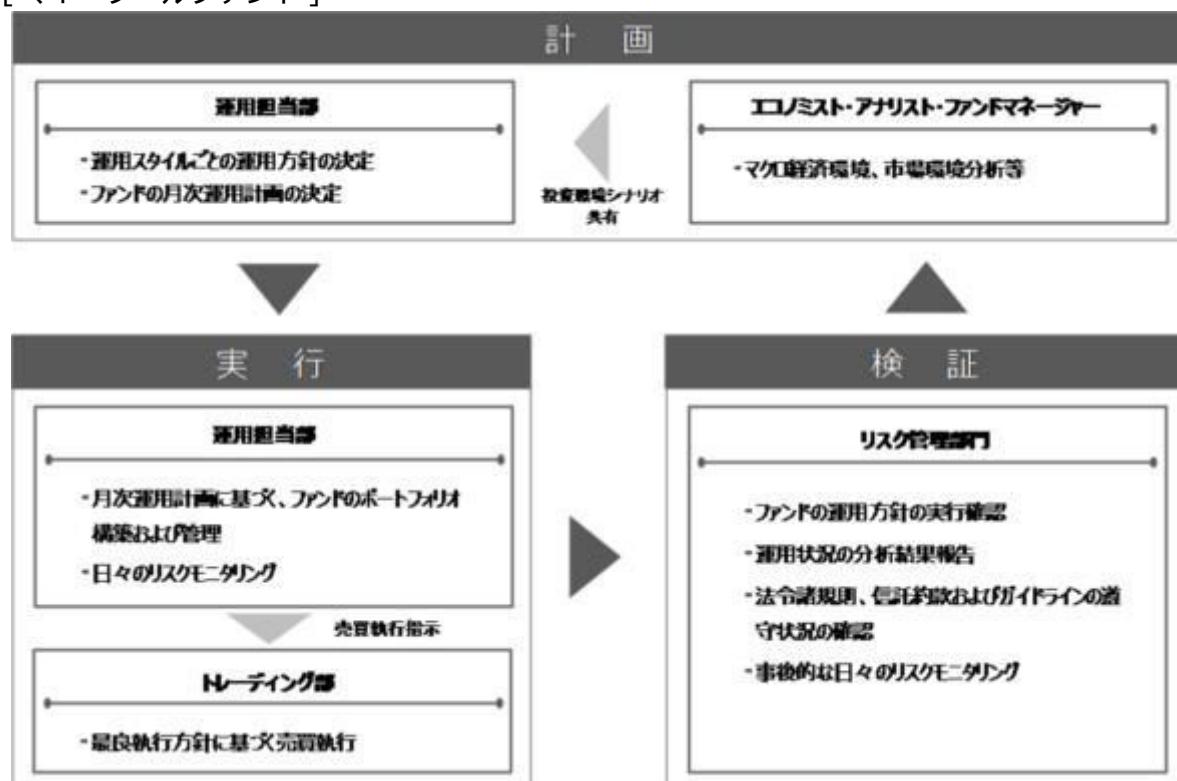 計 画
運用担当部
-運用スタイルごとの運用方針の決定
-ファンドの月次運用計画の決定
投資環境シナリオ
共有
エコノミスト・アナリスト・ファンドマネージャー
-マクロ経済環境、市場環境分析等
実 行
運用担当部
-月次運用計画に基づく、ファンドのポートフォリオ
構築および管理
-日々のリスクモニタリング
売買執行指示
トレーディング部
-最良執行方針に基づく売買執行
検 証
リスク管理部門
-ファンドの運用方針の実行確認
-運用状況の分析結果報告
-法令諸規則、信託約款およびガイドラインの遵
守状況の確認
-事後的な日々のリスクモニタリング